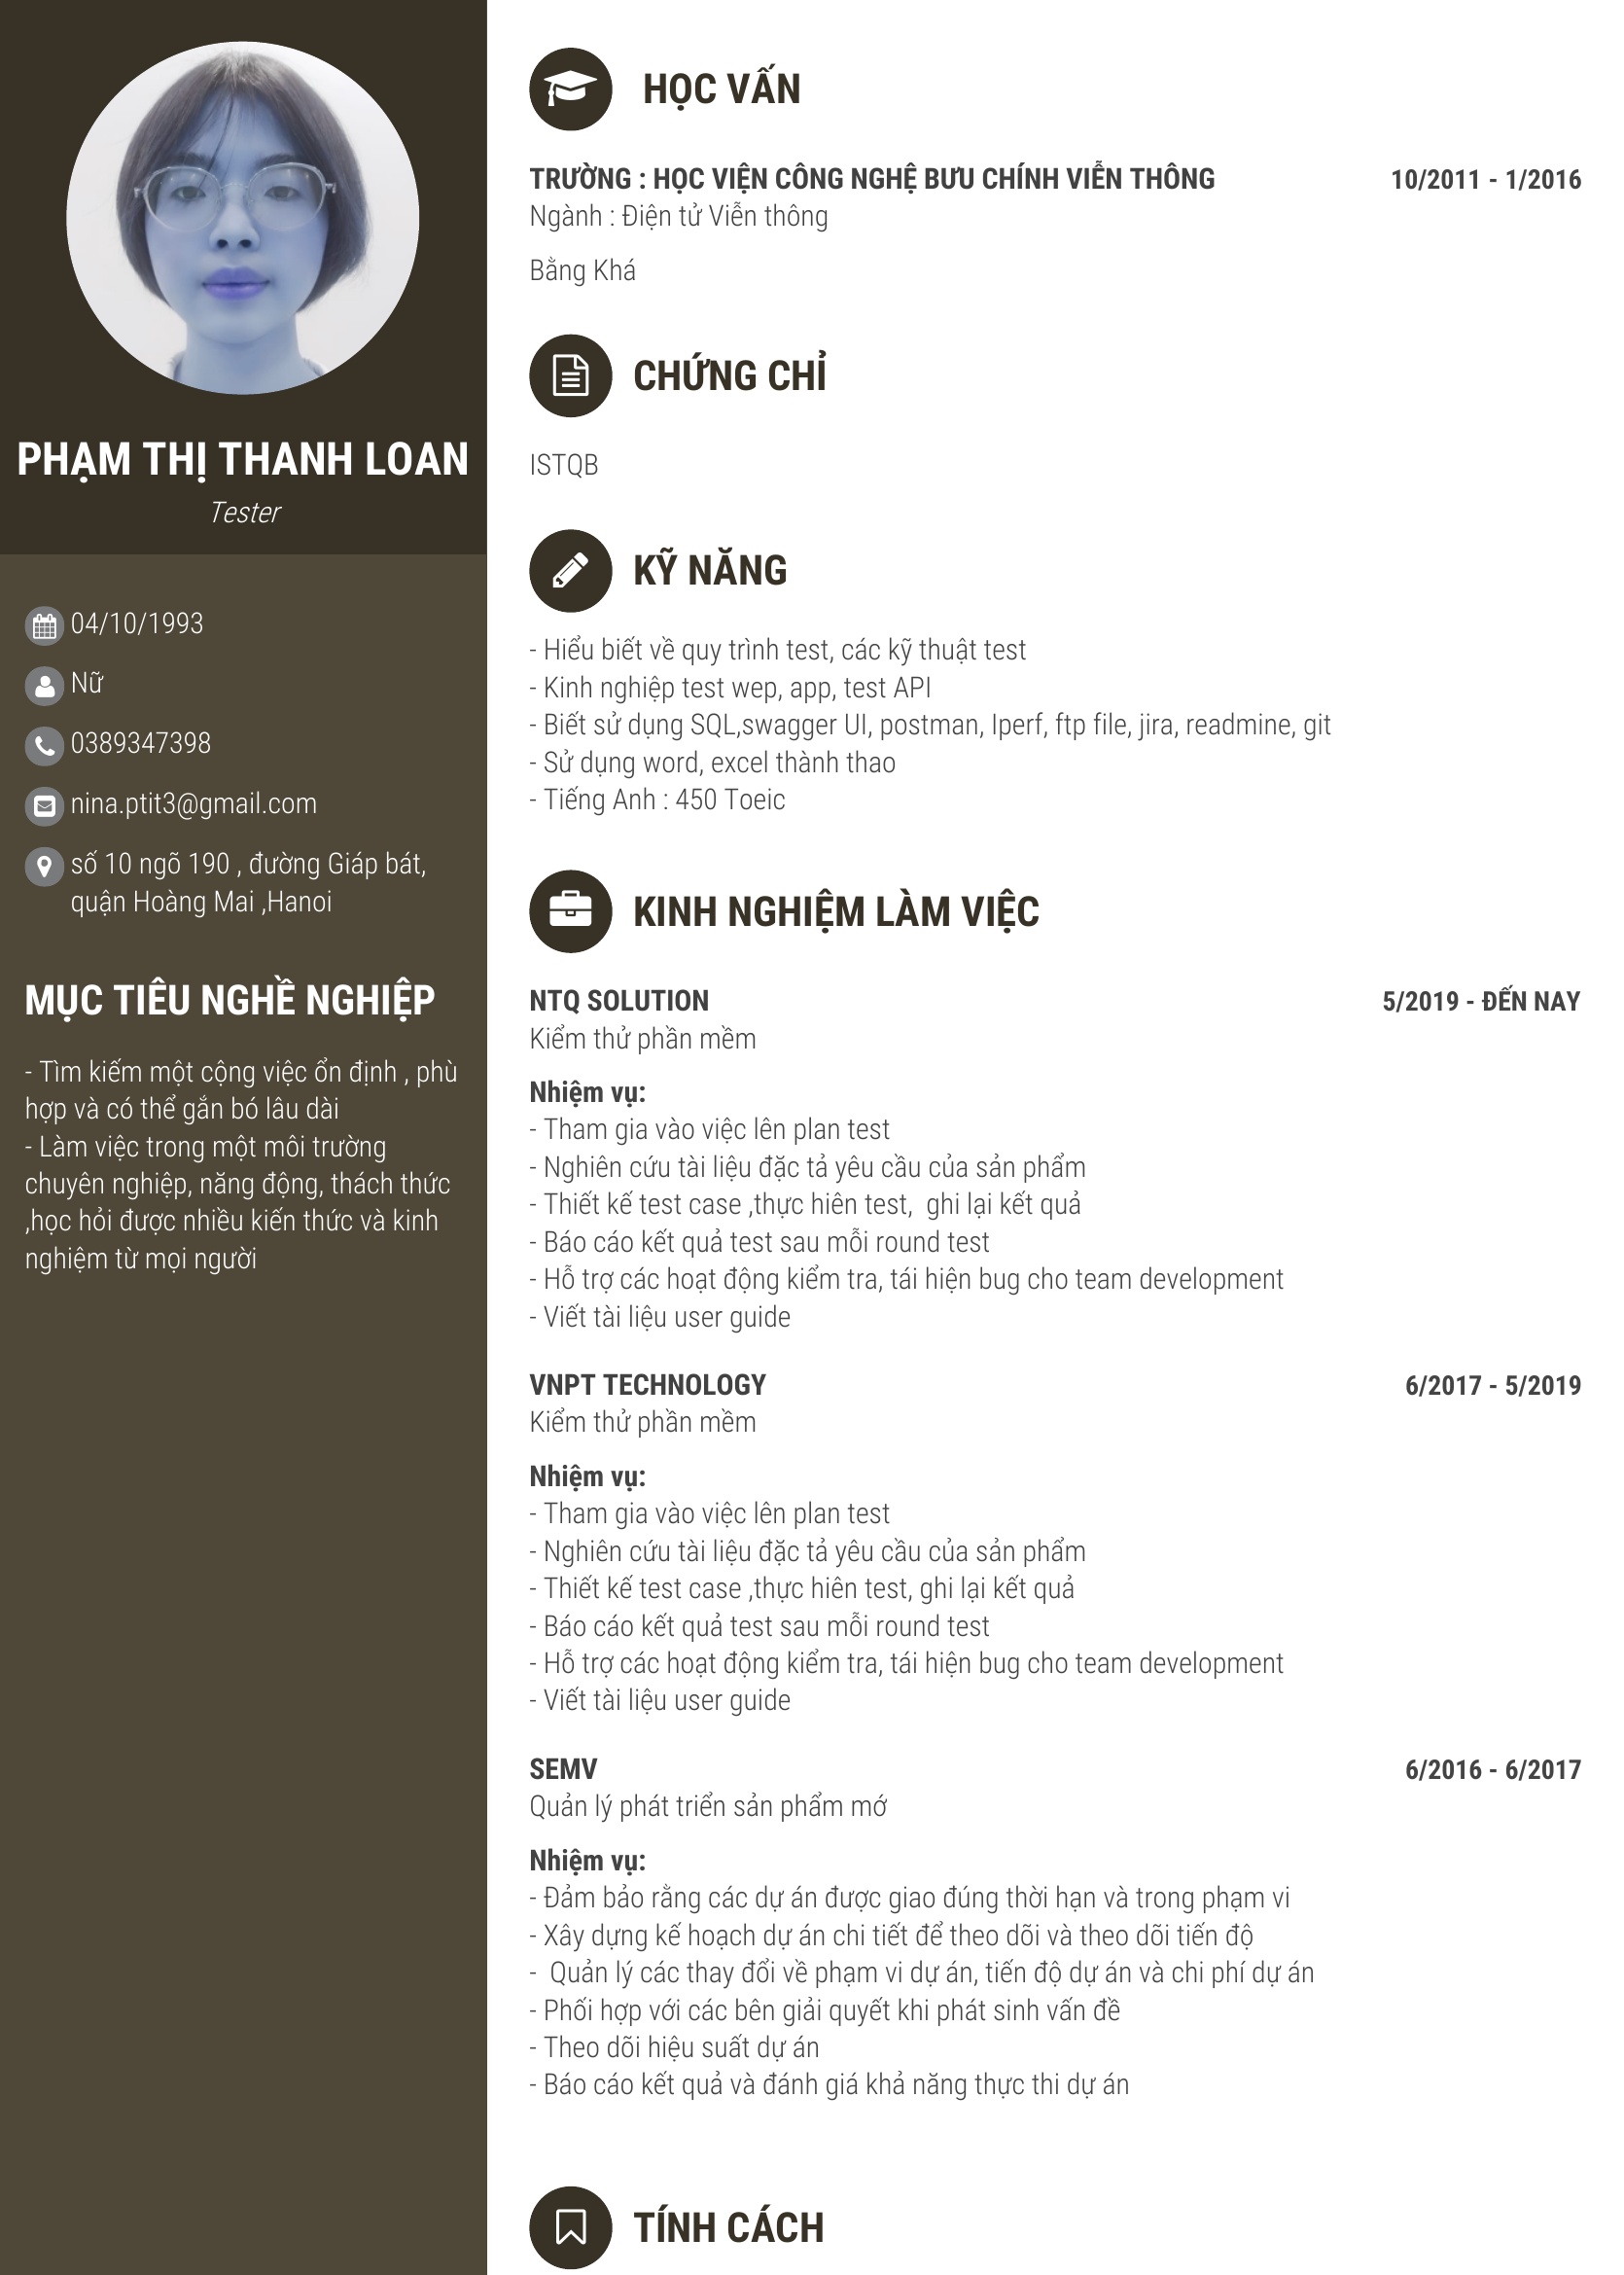 PHẠM THỊ THANH LOAN
Tester
04/10/1993
Nữ
0389347398
nina.ptit3@gmail.com
số 10 ngõ 190 , đường Giáp bát,
quận Hoàng Mai ,Hanoi
MỤC TIÊU NGHỀ NGHIỆP
- Tìm kiếm một cộng việc ổn định , phù
hợp và có thể gắn bó lâu dài
- Làm việc trong một môi trường
chuyên nghiệp, năng động, thách thức
,học hỏi được nhiều kiến thức và kinh
nghiệm từ mọi người
HỌC VẤN
TRƯỜNG : HỌC VIỆN CÔNG NGHỆ BƯU CHÍNH VIỄN THÔNG 10/2011 - 1/2016
Ngành : Điện tử Viễn thông
Bằng Khá
CHỨNG CHỈ
ISTQB
KỸ NĂNG
- Hiểu biết về quy trình test, các kỹ thuật test
- Kinh nghiệp test wep, app, test API
- Biết sử dụng SQL,swagger UI, postman, Iperf, ftp file, jira, readmine, git
- Sử dụng word, excel thành thao
- Tiếng Anh : 450 Toeic
KINH NGHIỆM LÀM VIỆC
NTQ SOLUTION 5/2019 - ĐẾN NAY
Kiểm thử phần mềm
Nhiệm vụ:
- Tham gia vào việc lên plan test
- Nghiên cứu tài liệu đặc tả yêu cầu của sản phẩm
- Thiết kế test case ,thực hiên test,  ghi lại kết quả
- Báo cáo kết quả test sau mỗi round test
- Hỗ trợ các hoạt động kiểm tra, tái hiện bug cho team development
- Viết tài liệu user guide
VNPT TECHNOLOGY 6/2017 - 5/2019
Kiểm thử phần mềm
Nhiệm vụ:
- Tham gia vào việc lên plan test
- Nghiên cứu tài liệu đặc tả yêu cầu của sản phẩm
- Thiết kế test case ,thực hiên test, ghi lại kết quả
- Báo cáo kết quả test sau mỗi round test
- Hỗ trợ các hoạt động kiểm tra, tái hiện bug cho team development
- Viết tài liệu user guide
SEMV 6/2016 - 6/2017
Quản lý phát triển sản phẩm mớ
Nhiệm vụ:
- Đảm bảo rằng các dự án được giao đúng thời hạn và trong phạm vi
- Xây dựng kế hoạch dự án chi tiết để theo dõi và theo dõi tiến độ
-  Quản lý các thay đổi về phạm vi dự án, tiến độ dự án và chi phí dự án
- Phối hợp với các bên giải quyết khi phát sinh vấn đề
- Theo dõi hiệu suất dự án
- Báo cáo kết quả và đánh giá khả năng thực thi dự án
TÍNH CÁCH